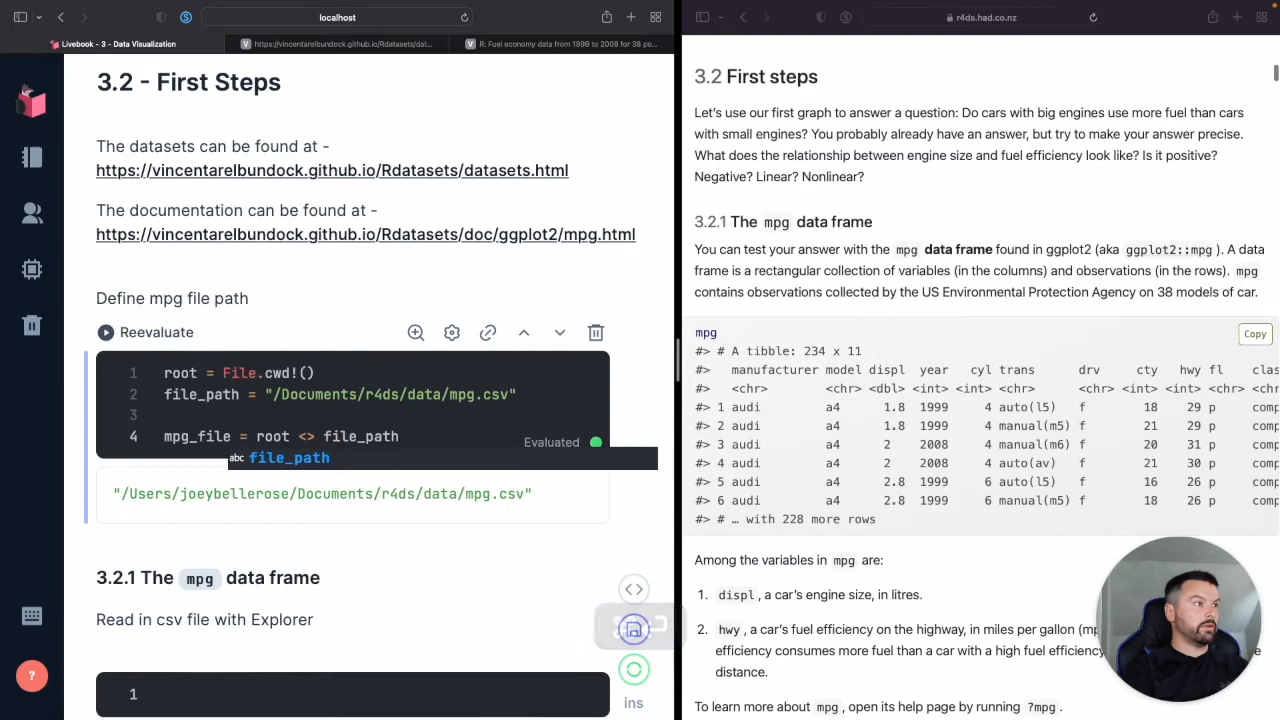 localhost
Livebook - 3 - Data Visualization
https://vincentarelbundock.github.io/Rdatasets/dat...
R: Fuel economy data from 1999 to 2008 for 38 po...
3.2 - First Steps
The datasets can be found at -
https://vincentarelbundock.github.io/Rdatasets/datasets.html
The documentation can be found at -
https://vincentarelbundock.github.io/Rdatasets/doc/ggplot2/mpg.html
Define mpg file path
Reevaluate
1 root = File.cwd!()
2 file_path = "/Documents/r4ds/data/mpg.csv"
3
4 mpg_file = root <> file_path
Evaluated
abc file_path
"/Users/joeybellerose/Documents/r4ds/data/mpg.csv"
3.2.1 The mpg data frame
Read in csv file with Explorer
1
ins
?
r4ds.had.co.nz
3.2 First steps
Let's use our first graph to answer a question: Do cars with big engines use more fuel than cars
with small engines? You probably already have an answer, but try to make your answer precise.
What does the relationship between engine size and fuel efficiency look like? Is it positive?
Negative? Linear? Nonlinear?
3.2.1 The mpg data frame
You can test your answer with the mpg data frame found in ggplot2 (aka ggplot2::mpg ). A data
frame is a rectangular collection of variables (in the columns) and observations (in the rows). mpg
contains observations collected by the US Environmental Protection Agency on 38 models of car.
mpg
Copy
#> # A tibble: 234 x 11
#>   manufacturer model displ  year   cyl trans      drv     cty   hwy fl    clas
#>   <chr>        <chr> <dbl> <int> <int> <chr>      <chr> <int> <int> <chr> <chr
#> 1 audi         a4      1.8  1999     4 auto(l5)   f        18    29 p     comp
#> 2 audi         a4      1.8  1999     4 manual(m5) f        21    29 p     comp
#> 3 audi         a4      2    2008     4 manual(m6) f        20    31 p     comp
#> 4 audi         a4      2    2008     4 auto(av)   f        21    30 p     comp
#> 5 audi         a4      2.8  1999     6 auto(l5)   f        16    26 p     comp
#> 6 audi         a4      2.8  1999     6 manual(m5) f        18    26 p     comp
#> # … with 228 more rows
Among the variables in mpg are:
1. displ , a car's engine size, in litres.
2. hwy , a car's fuel efficiency on the highway, in miles per gallon (mp
efficiency consumes more fuel than a car with a high fuel efficiency
distance.
To learn more about mpg , open its help page by running ?mpg .